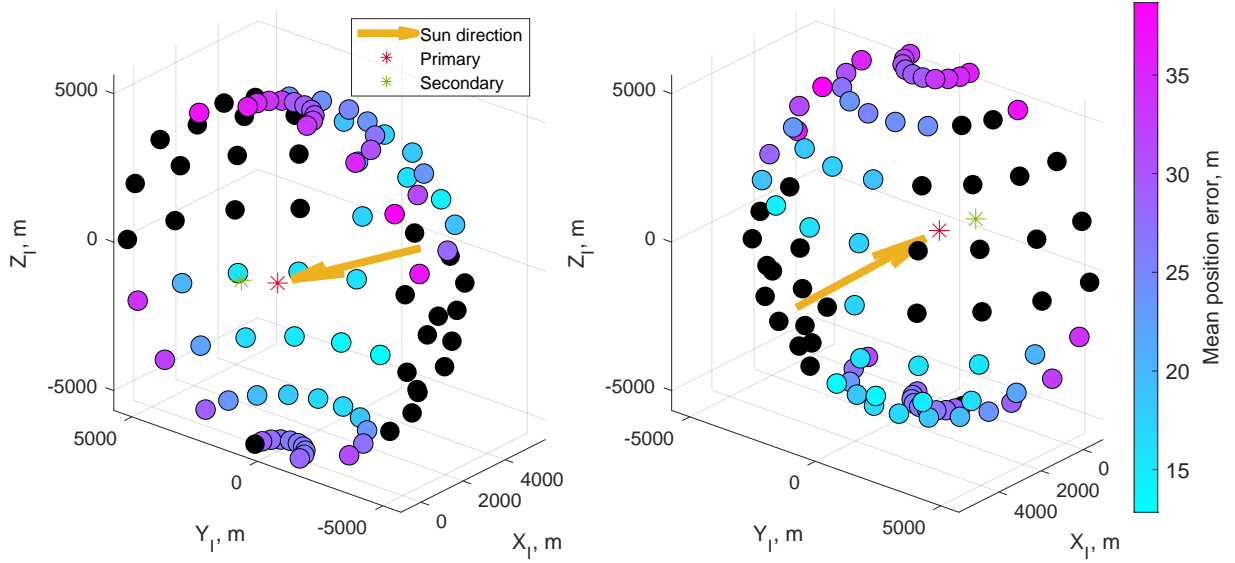 Sun direction
Primary
Secondary
5000
0
-5000
Z_I, m
5000
0
-5000
Y_I, m
0
2000
4000
X_I, m
5000
0
-5000
Z_I, m
-5000
0
5000
Y_I, m
4000
2000
0
X_I, m
35
30
25
20
15
Mean position error, m